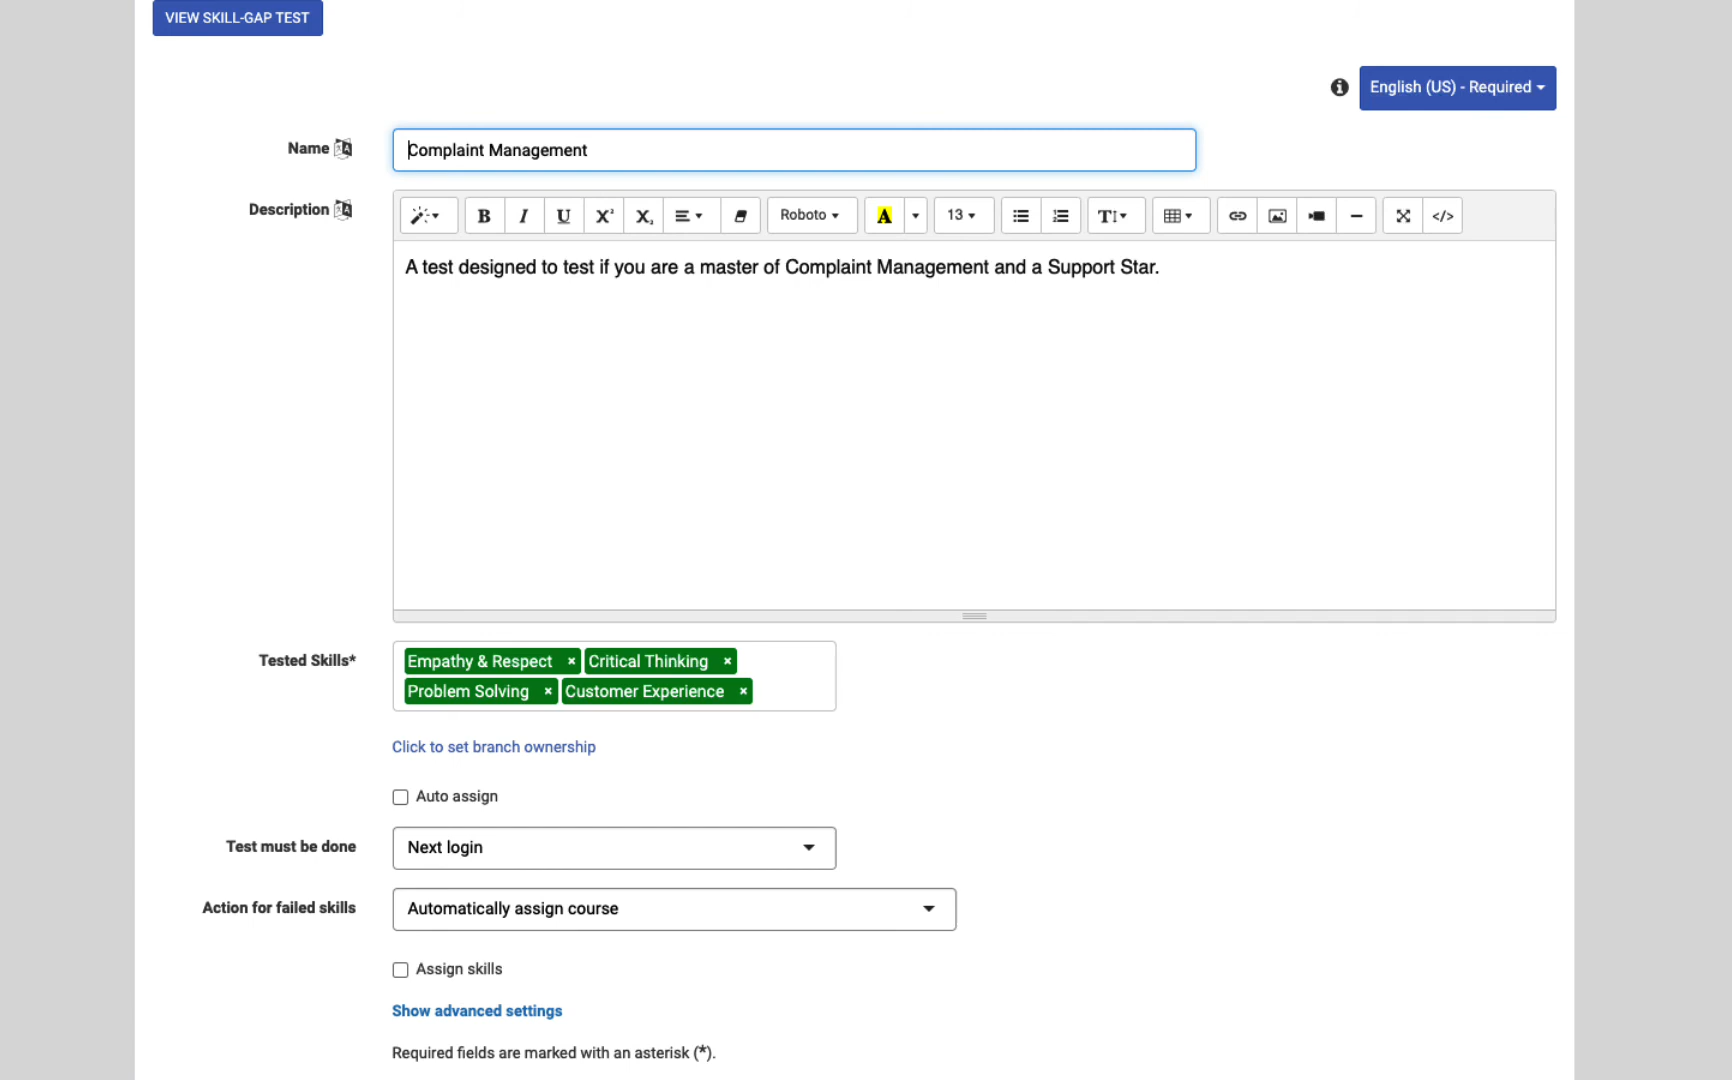 VIEW SKILL-GAP TEST
English (US) - Required
Name
Complaint Management
Description
B I U X² X₂ Roboto A 13 TI </>
A test designed to test if you are a master of Complaint Management and a Support Star.
Tested Skills*
Empathy & Respect × Critical Thinking ×
Problem Solving × Customer Experience ×
Click to set branch ownership
Auto assign
Test must be done
Next login
Action for failed skills
Automatically assign course
Assign skills
Show advanced settings
Required fields are marked with an asterisk (*).